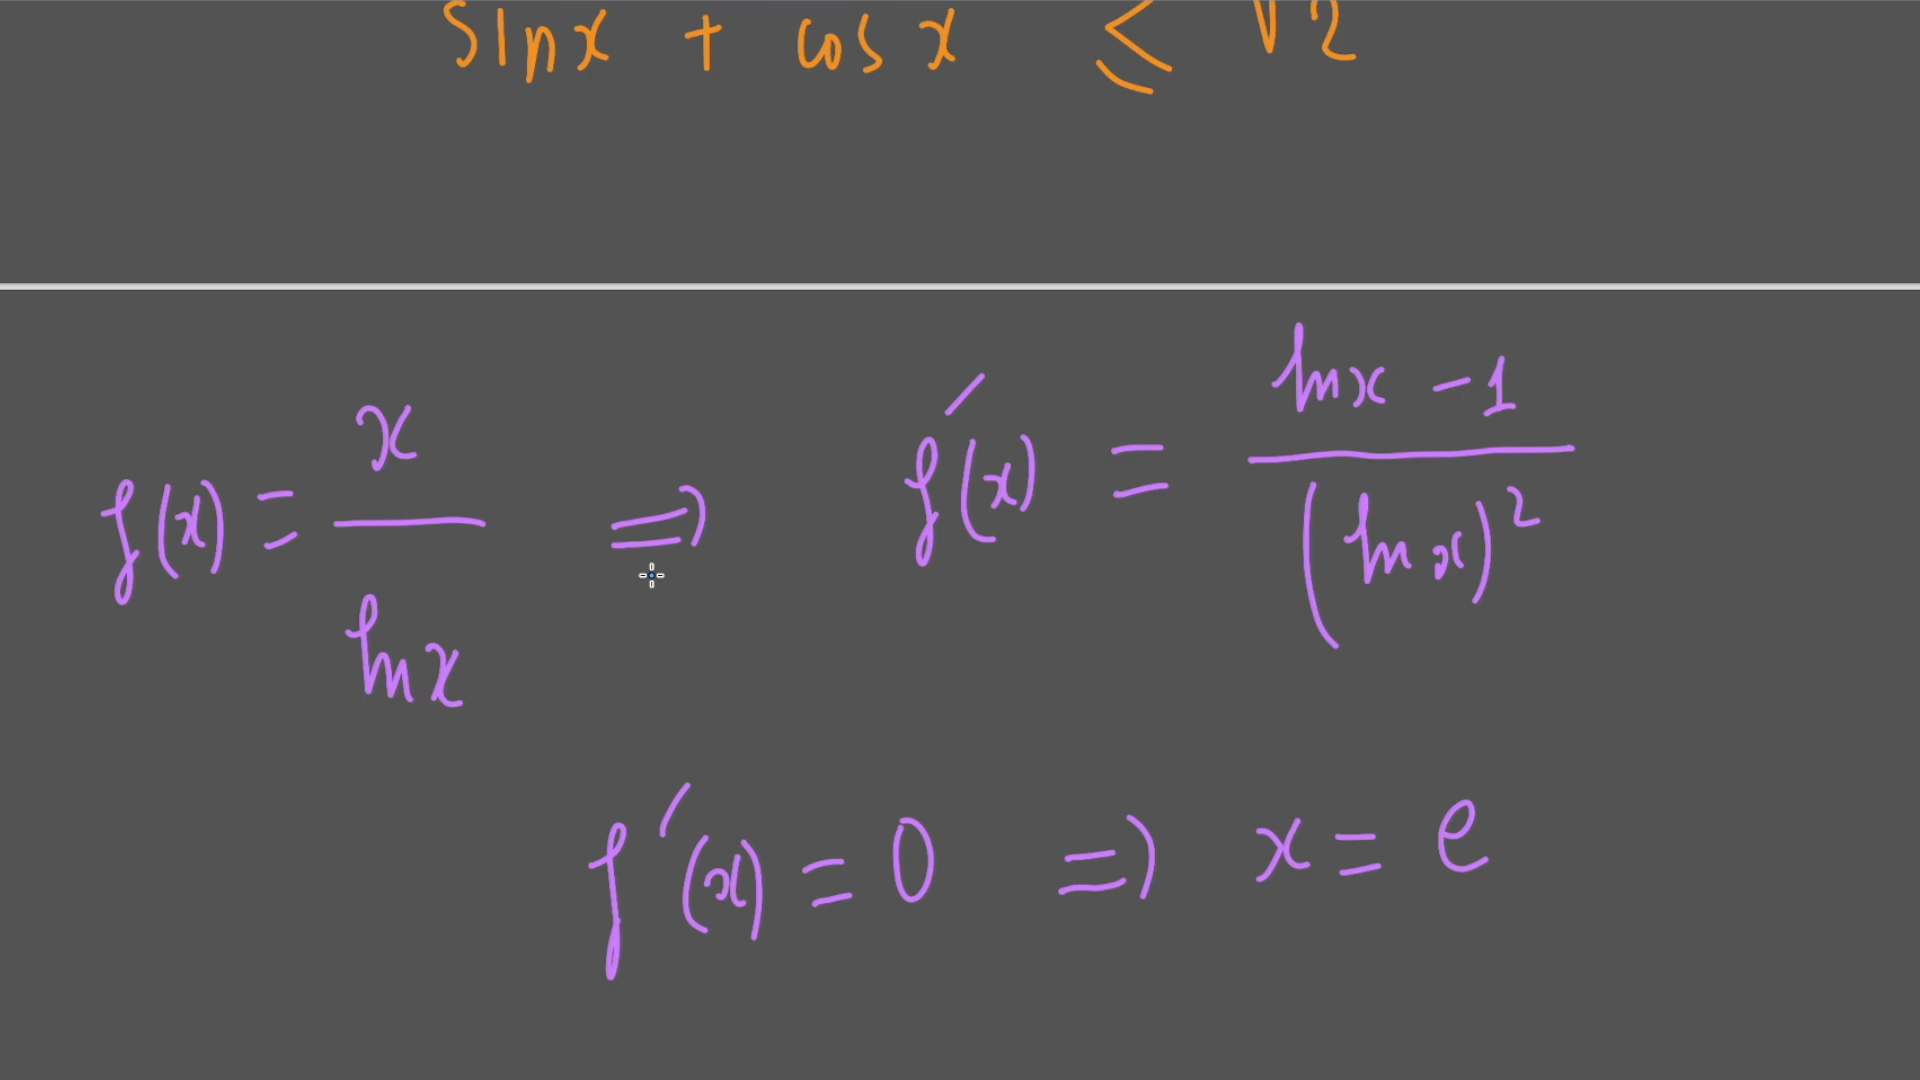 sinx + cosx ≤ √2
f(x) = x/lnx ⇒ f'(x) = (lnx - 1)/(lnx)²
f'(x) = 0 ⇒ x = e